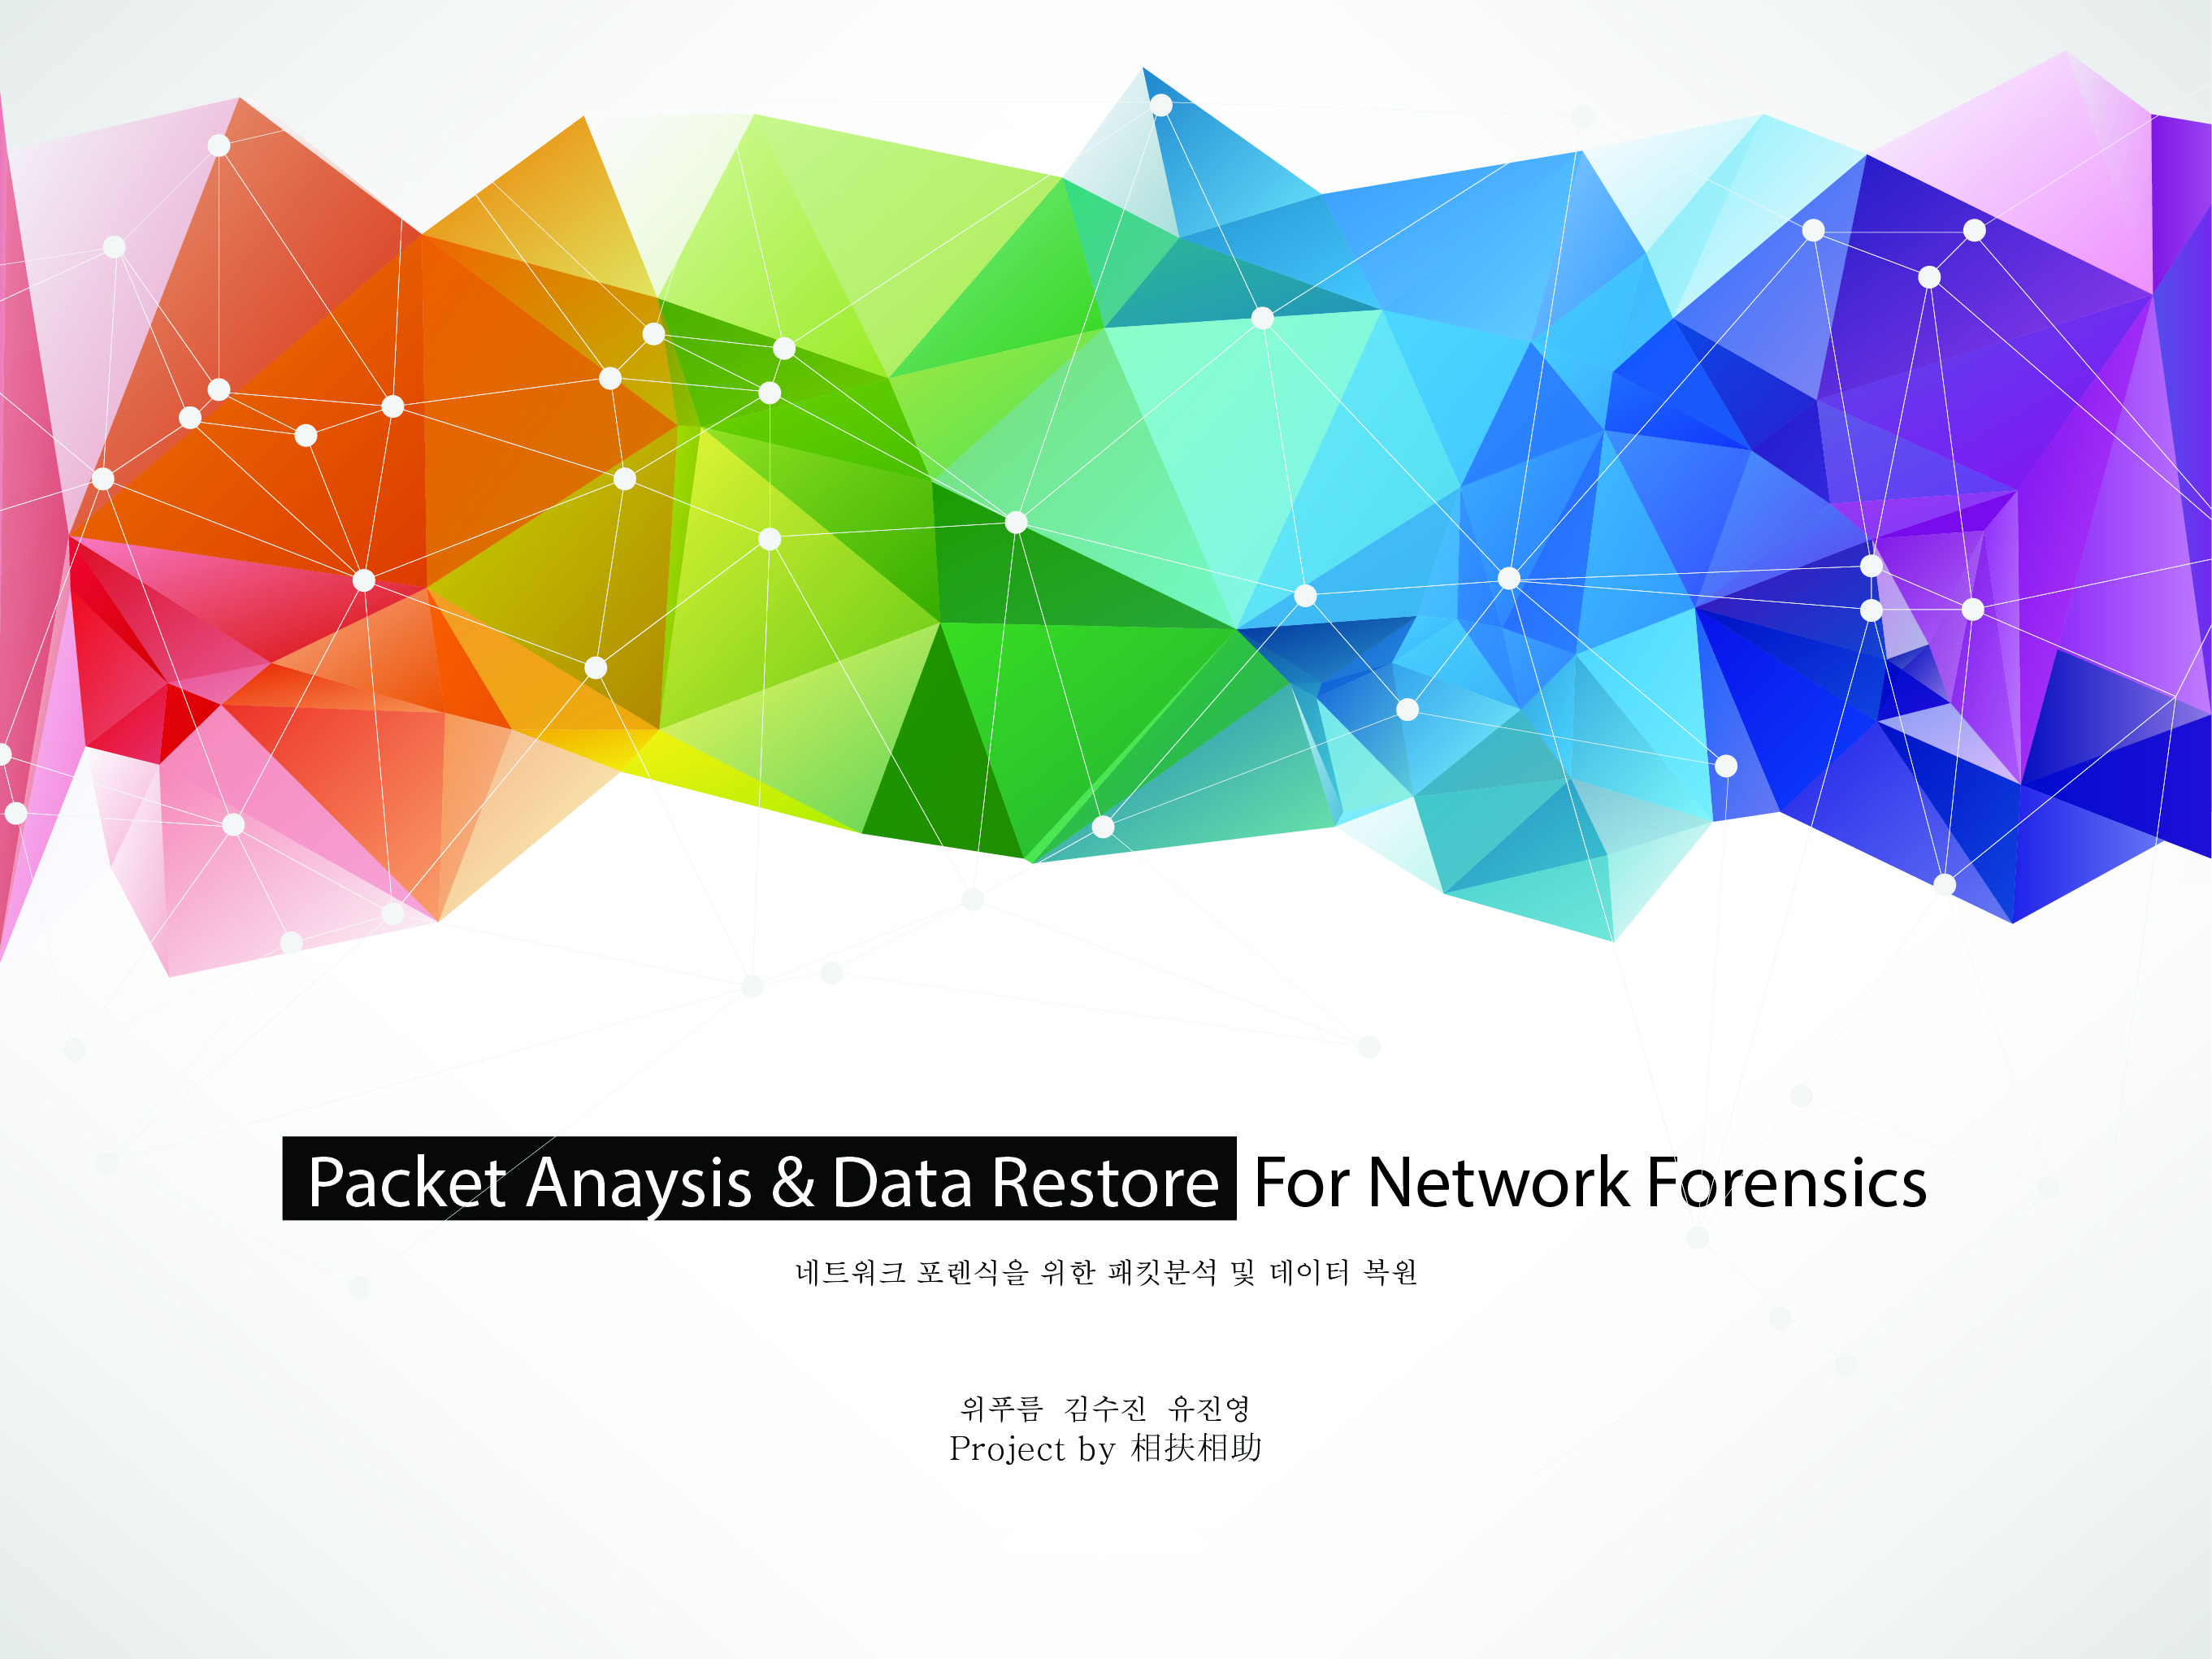 Packet Anaysis & Data Restore For Network Forensics
네트워크 포렌식을 위한 패킷분석 및 데이터 복원
위푸름 김수진 유진영
Project by 相扶相助